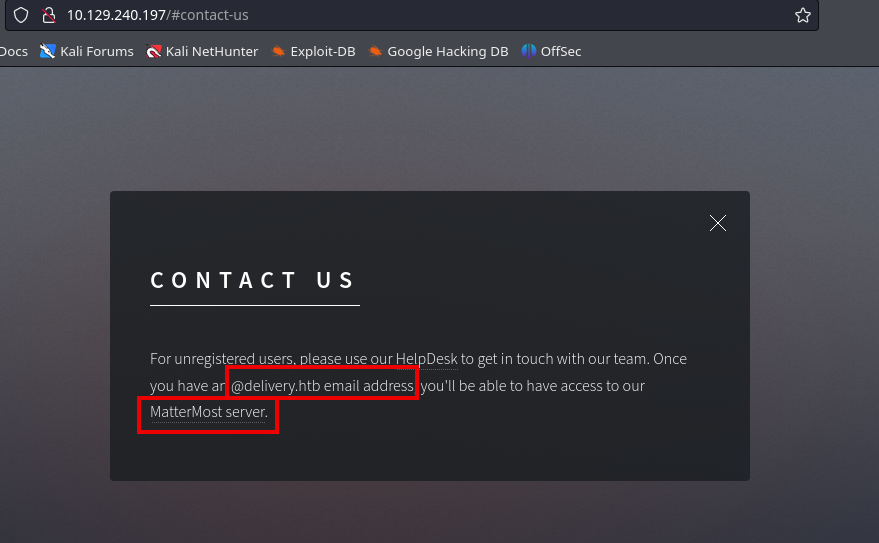 10.129.240.197/#contact-us
Docs Kali Forums Kali NetHunter Exploit-DB Google Hacking DB OffSec
CONTACT US
For unregistered users, please use our HelpDesk to get in touch with our team. Once
you have an @delivery.htb email address, you'll be able to have access to our
MatterMost server.